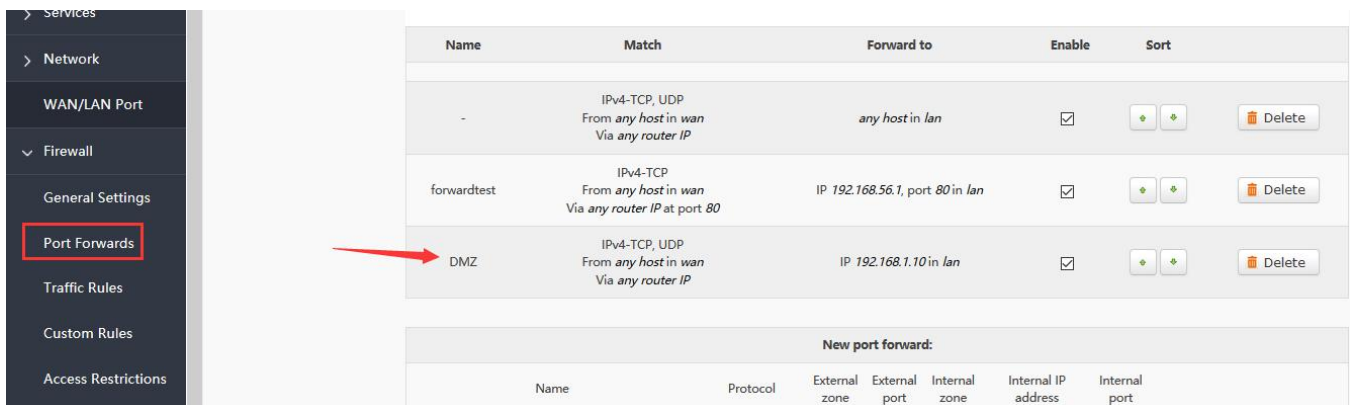 Services
Network
WAN/LAN Port
Firewall
General Settings
Port Forwards
Traffic Rules
Custom Rules
Access Restrictions
Name Match Forward to Enable Sort
-
IPv4-TCP, UDP
From any host in wan
Via any router IP
any host in lan
Delete
forwardtest
IPv4-TCP
From any host in wan
Via any router IP at port 80
IP 192.168.56.1, port 80 in lan
Delete
DMZ
IPv4-TCP, UDP
From any host in wan
Via any router IP
IP 192.168.1.10 in lan
Delete
New port forward:
Name
Protocol
External
zone
External
port
Internal
zone
Internal IP
address
Internal
port